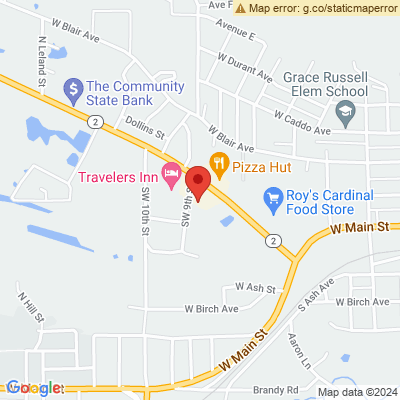 Map error: g.co/staticmaperror
Ave F
W Blair Ave
Avenue E
N Leland St
W Durant Ave
Grace Russell
Elem School
The Community
State Bank
W Caddo Ave
2
Dollins St
W Blair Ave
Travelers Inn
Pizza Hut
SW 10th St
SW 9th S
Roy's Cardinal
Food Store
W Main St
2
W Ash St
N Hill St
W Birch Ave
S Ash Ave
W Birch Ave
W Main St
Aaron Ln
Google
St
Brandy Rd
Map data ©2024